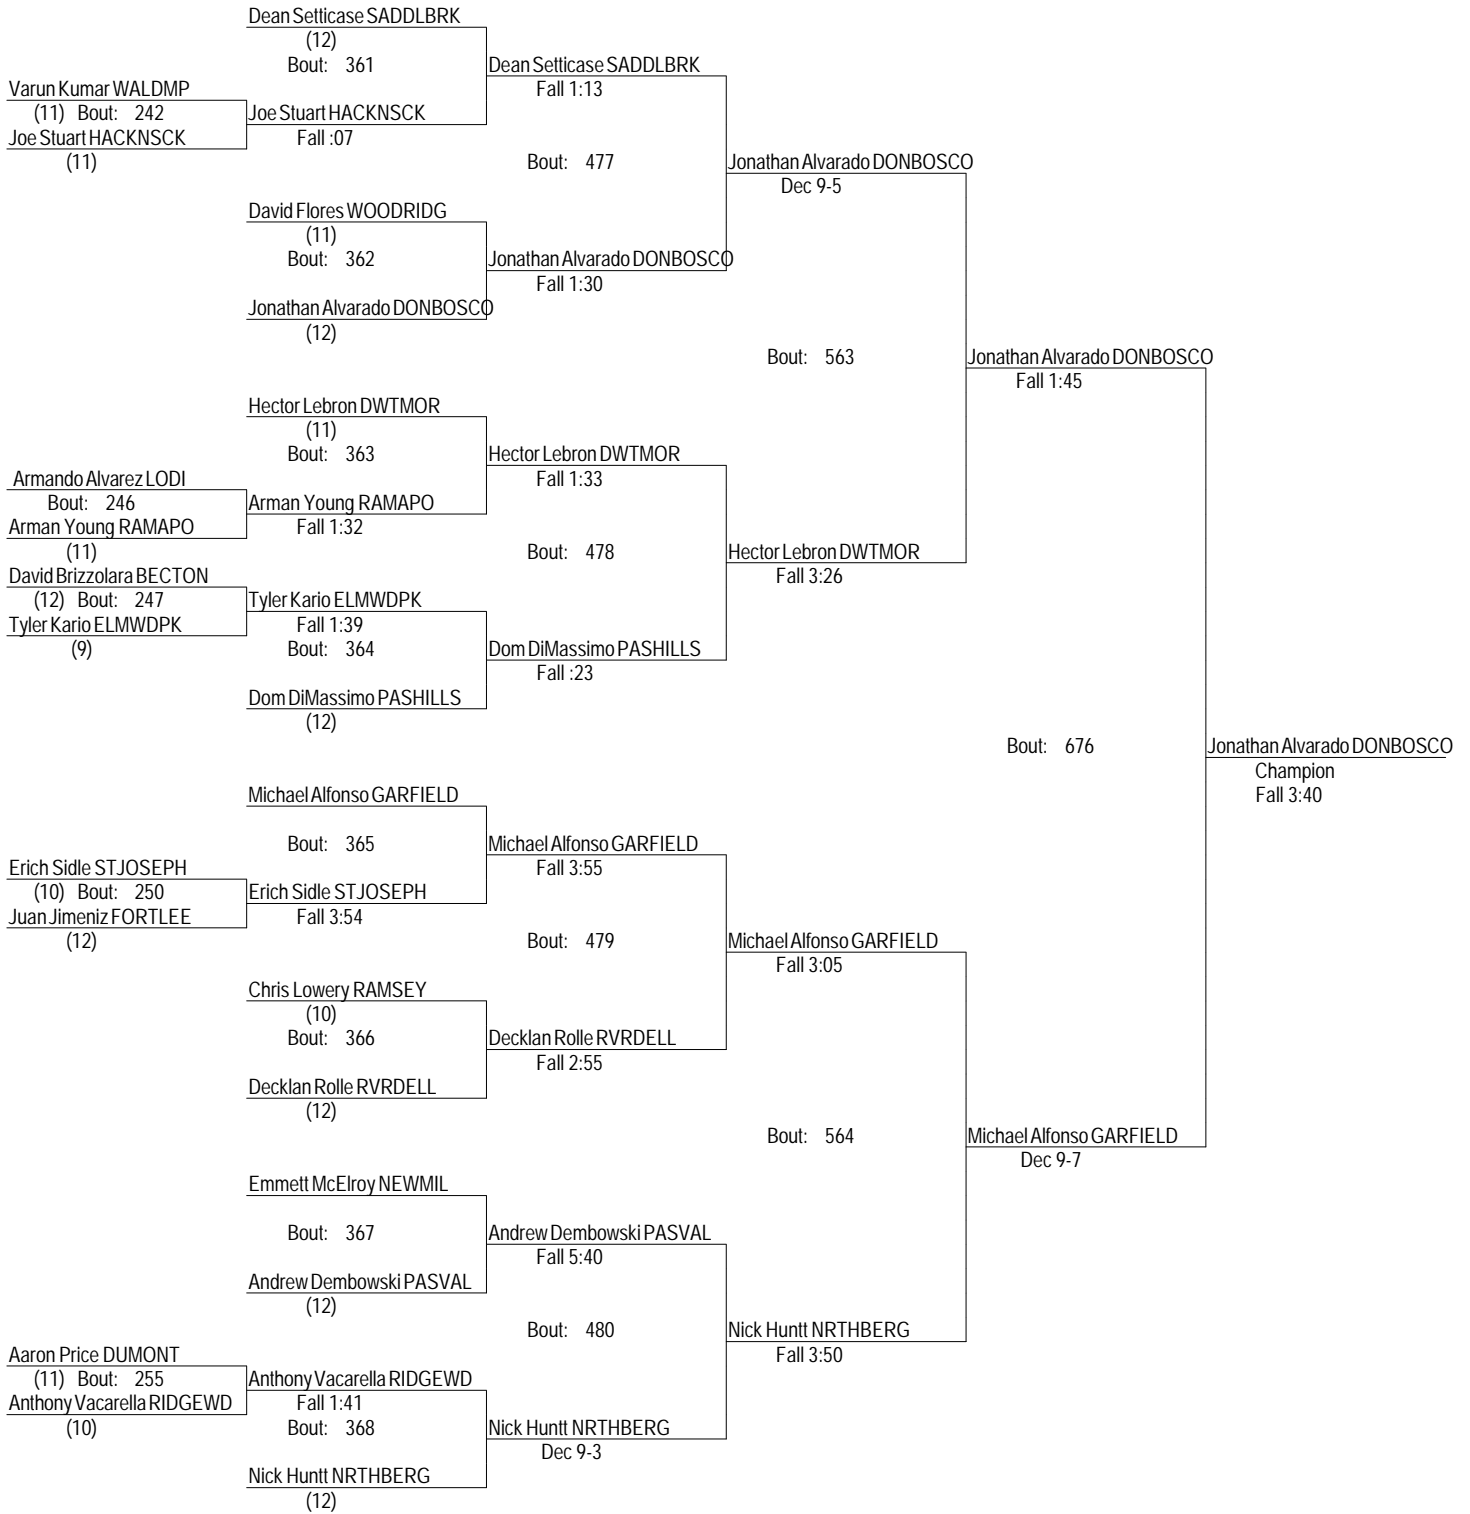 Dean Setticase SADDLBRK
(12)
Bout: 361
Dean Setticase SADDLBRK
Fall 1:13
Varun Kumar WALDMP
(11) Bout: 242
Joe Stuart HACKNSCK
(11)
Joe Stuart HACKNSCK
Fall :07
Bout: 477
Jonathan Alvarado DONBOSCO
Dec 9-5
David Flores WOODRIDG
(11)
Bout: 362
Jonathan Alvarado DONBOSCO
Fall 1:30
Jonathan Alvarado DONBOSCO
(12)
Bout: 563
Jonathan Alvarado DONBOSCO
Fall 1:45
Hector Lebron DWTMOR
(11)
Bout: 363
Hector Lebron DWTMOR
Fall 1:33
Armando Alvarez LODI
Bout: 246
Arman Young RAMAPO
(11)
Arman Young RAMAPO
Fall 1:32
Bout: 478
Hector Lebron DWTMOR
Fall 3:26
David Brizzolara BECTON
(12) Bout: 247
Tyler Kario ELMWDPK
(9)
Tyler Kario ELMWDPK
Fall 1:39
Bout: 364
Dom DiMassimo PASHILLS
Fall :23
Dom DiMassimo PASHILLS
(12)
Bout: 676
Jonathan Alvarado DONBOSCO
Champion
Fall 3:40
Michael Alfonso GARFIELD
Bout: 365
Michael Alfonso GARFIELD
Fall 3:55
Erich Sidle STJOSEPH
(10) Bout: 250
Juan Jimeniz FORTLEE
(12)
Erich Sidle STJOSEPH
Fall 3:54
Bout: 479
Michael Alfonso GARFIELD
Fall 3:05
Chris Lowery RAMSEY
(10)
Bout: 366
Decklan Rolle RVRDELL
Fall 2:55
Decklan Rolle RVRDELL
(12)
Bout: 564
Michael Alfonso GARFIELD
Dec 9-7
Emmett McElroy NEWMIL
Bout: 367
Andrew Dembowski PASVAL
Fall 5:40
Andrew Dembowski PASVAL
(12)
Bout: 480
Nick Huntt NRTHBERG
Fall 3:50
Aaron Price DUMONT
(11) Bout: 255
Anthony Vacarella RIDGEWD
(10)
Anthony Vacarella RIDGEWD
Fall 1:41
Bout: 368
Nick Huntt NRTHBERG
Dec 9-3
Nick Huntt NRTHBERG
(12)